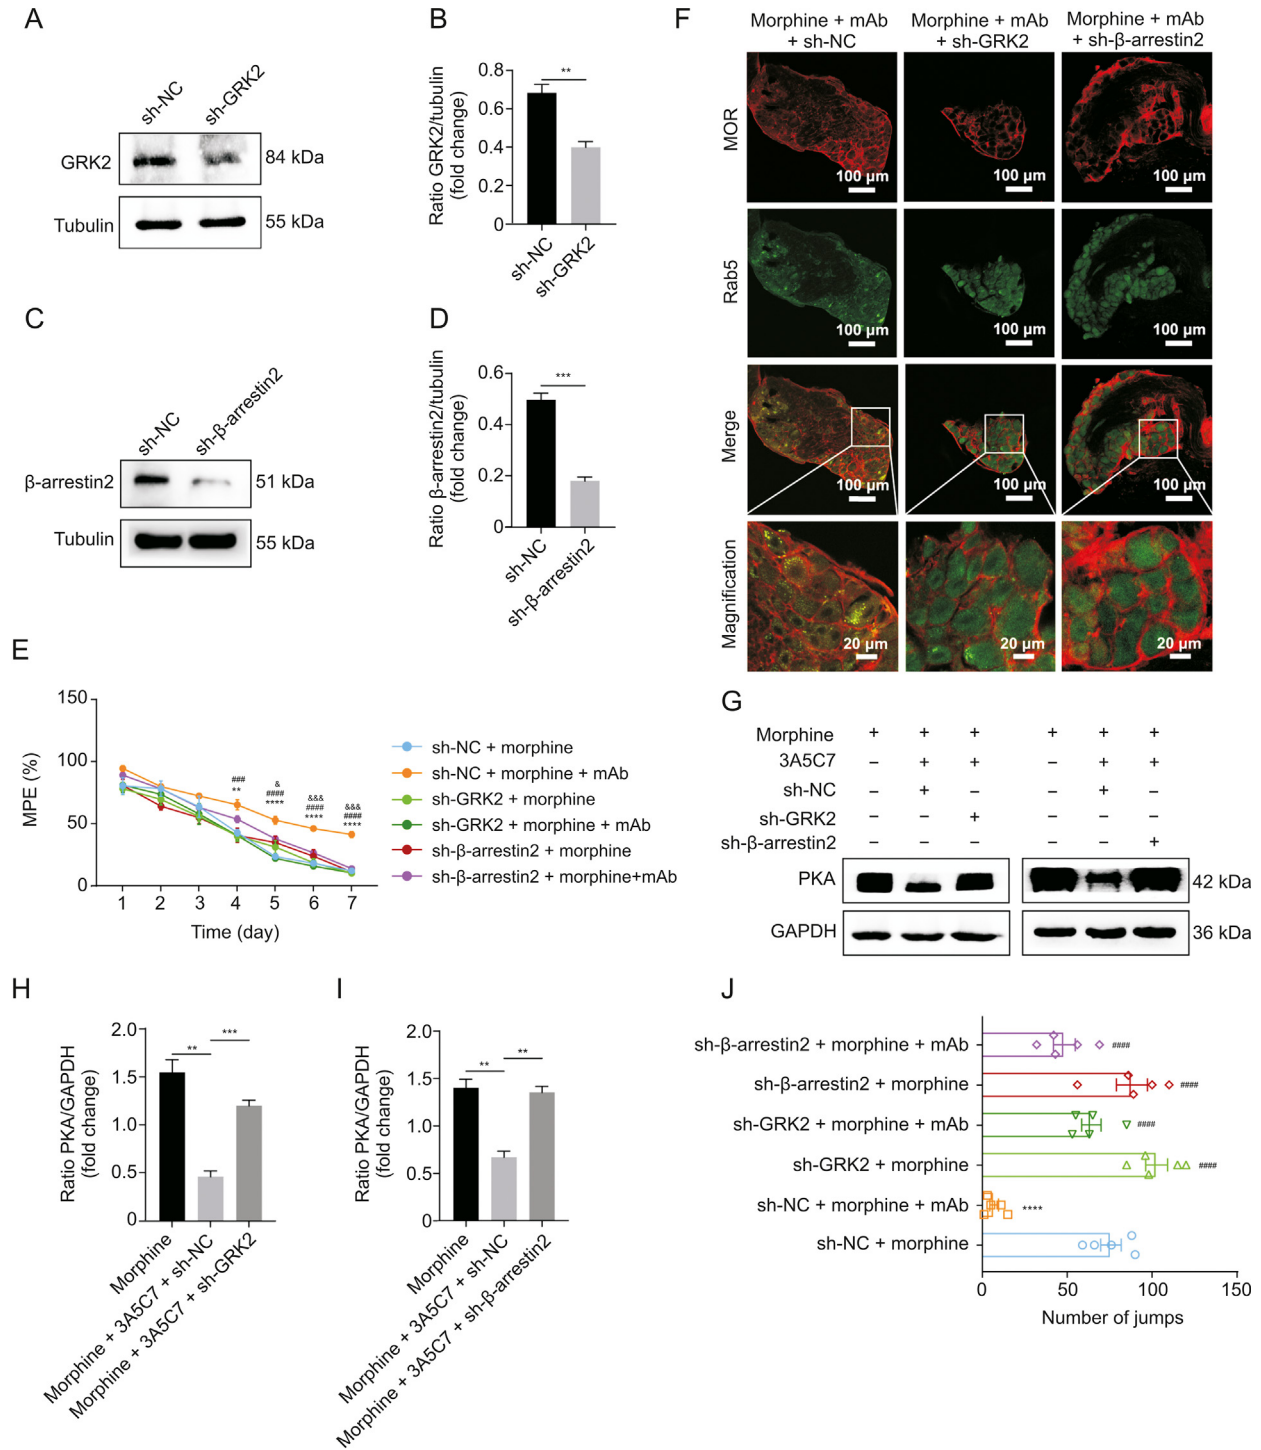 A
sh-NC
sh-GRK2
GRK2
84 kDa
Tubulin
55 kDa
B
Ratio GRK2/tubulin
(fold change)
0.8
0.6
0.4
0.2
0
**
sh-NC
sh-GRK2
C
sh-NC
sh-β-arrestin2
β-arrestin2
51 kDa
Tubulin
55 kDa
D
Ratio β-arrestin2/tubulin
(fold change)
0.6
0.4
0.2
0
***
sh-NC
sh-β-arrestin2
E
MPE (%)
150
100
50
0
###
**
&
####
****
&&&
####
****
&&&
####
****
1 2 3 4 5 6 7
Time (day)
sh-NC + morphine
sh-NC + morphine + mAb
sh-GRK2 + morphine
sh-GRK2 + morphine + mAb
sh-β-arrestin2 + morphine
sh-β-arrestin2 + morphine+mAb
F
Morphine + mAb
+ sh-NC
Morphine + mAb
+ sh-GRK2
Morphine + mAb
+ sh-β-arrestin2
MOR
100 µm
100 µm
100 µm
Rab5
100 µm
100 µm
100 µm
Merge
100 µm
100 µm
100 µm
Magnification
20 µm
20 µm
20 µm
G
Morphine + + + + + +
3A5C7 − + + − + +
sh-NC − + − − + −
sh-GRK2 − − + − − −
sh-β-arrestin2 − − − − − +
PKA
42 kDa
GAPDH
36 kDa
H
Ratio PKA/GAPDH
(fold change)
2.0
1.5
1.0
0.5
0
**
***
Morphine
Morphine + 3A5C7 + sh-NC
Morphine + 3A5C7 + sh-GRK2
I
Ratio PKA/GAPDH
(fold change)
2.0
1.5
1.0
0.5
0
**
**
Morphine
Morphine + 3A5C7 + sh-NC
Morphine + 3A5C7 + sh-β-arrestin2
J
sh-β-arrestin2 + morphine + mAb
####
sh-β-arrestin2 + morphine
####
sh-GRK2 + morphine + mAb
####
sh-GRK2 + morphine
####
sh-NC + morphine + mAb
****
sh-NC + morphine
0 50 100 150
Number of jumps